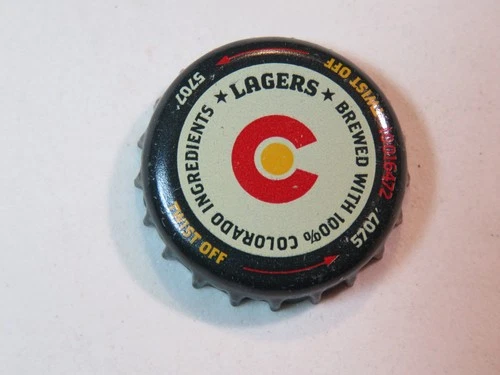 ★ LAGERS ★
BREWED WITH 100% COLORADO INGREDIENTS
TWIST OFF
5707'
TWIST OFF
5707'